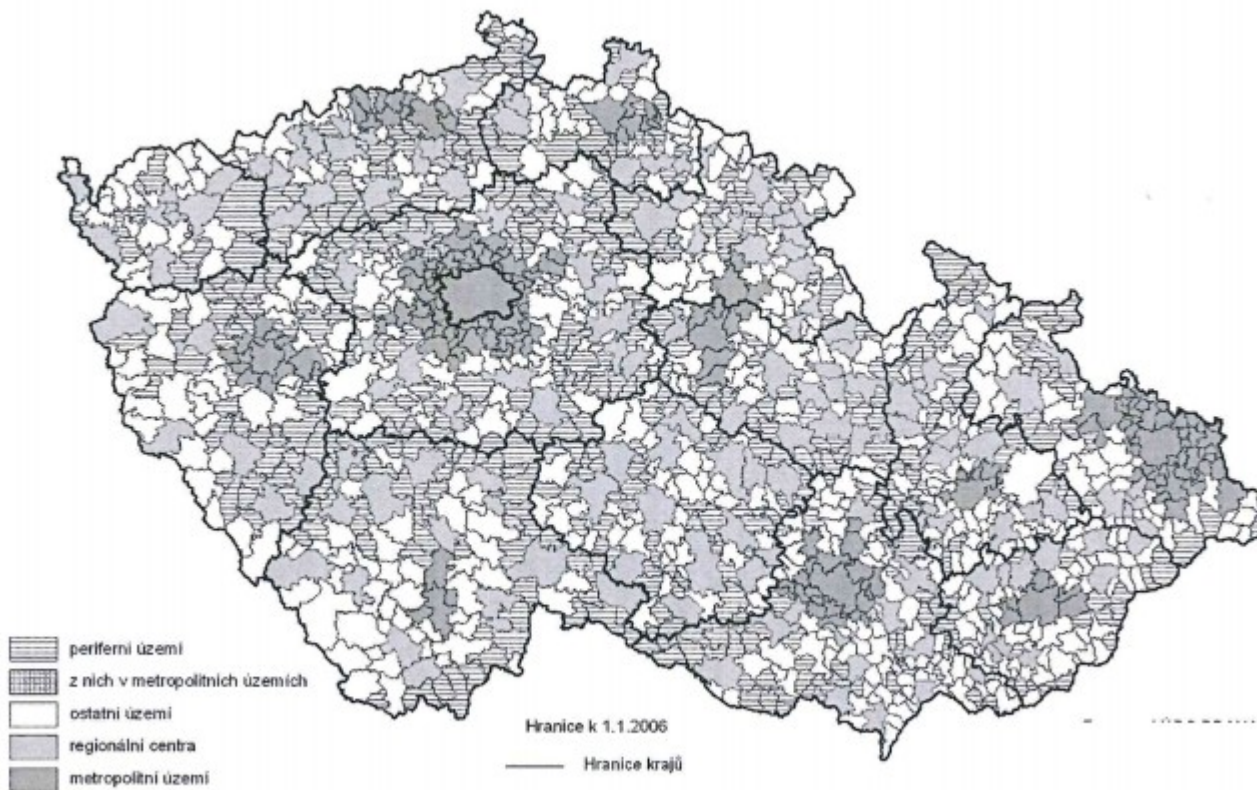 periferní území
z nich v metropolitních územích
ostatní území
regionální centra
metropolitní území
Hranice k 1.1.2006
Hranice krajů